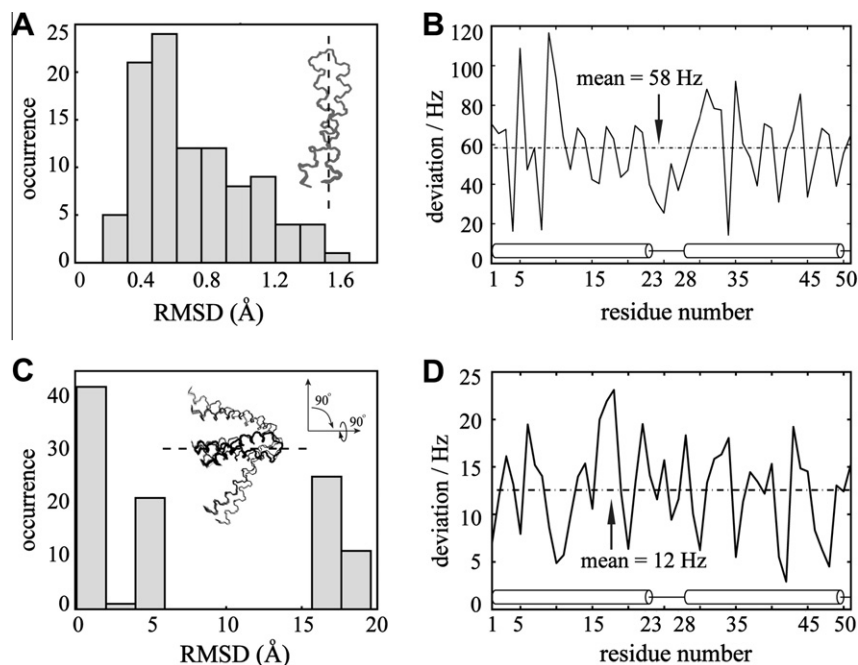 A
25
20
15
10
5
0
occurrence
0 0.4 0.8 1.2 1.6
RMSD (Å)
B
120
100
80
60
40
20
0
deviation / Hz
mean = 58 Hz
1 5 15 23 28 35 45 50
residue number
C
40
30
20
10
0
occurrence
90°
90°
0 5 10 15 20
RMSD (Å)
D
25
20
15
10
5
0
deviation / Hz
mean = 12 Hz
1 5 15 23 28 35 45 50
residue number